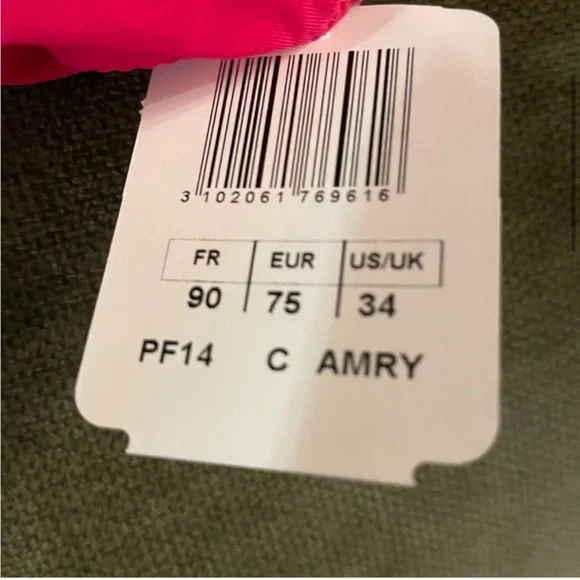 3 102061 769616
FR EUR US/UK
90 75 34
PF14 C AMRY